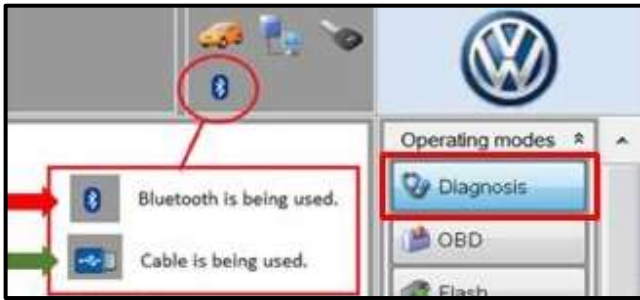 Operating modes
Diagnosis
Bluetooth is being used.
OBD
Cable is being used.
Flash